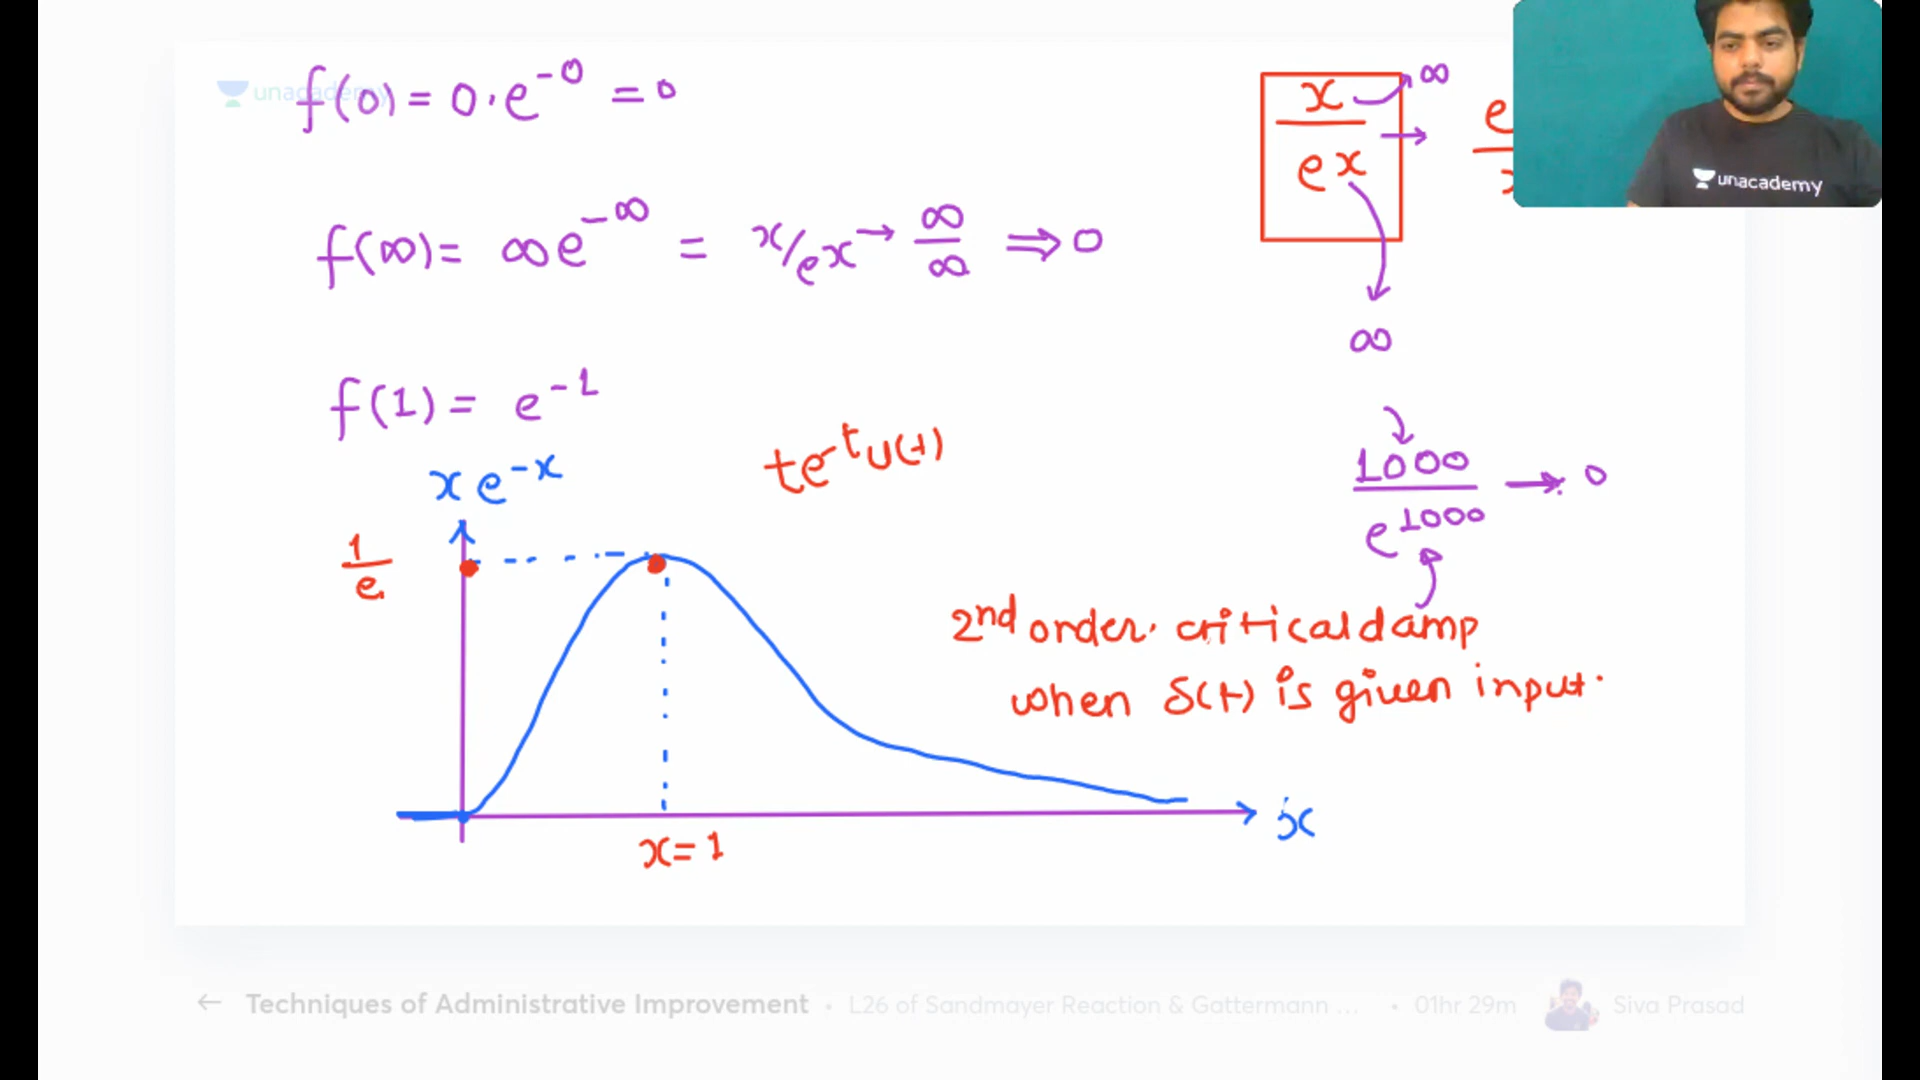 unacademy
f(0) = 0·e^-0 = 0
x/e^x → ∞
f(∞) = ∞e^-∞ = x/e^x → ∞/∞ ⇒ 0
∞
unacademy
f(1) = e^-1
te^-t u(t)
1000/e^1000 → 0
x e^-x
1/e
2nd order. critical damp
when δ(t) is given input.
x
x=1
← Techniques of Administrative Improvement • L26 of Sandmayer Reaction & Gattermann ... • 01hr 29m Siva Prasad